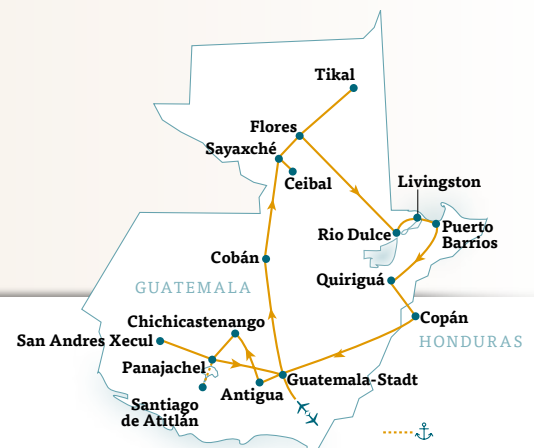 Tikal
Flores
Sayaxché
Ceibal
Livingston
Rio Dulce
Puerto
Barrios
Cobán
Quiriguá
GUATEMALA
Chichicastenango
Copán
San Andres Xecul
HONDURAS
Panajachel
Guatemala-Stadt
Antigua
Santiago
de Atitlán